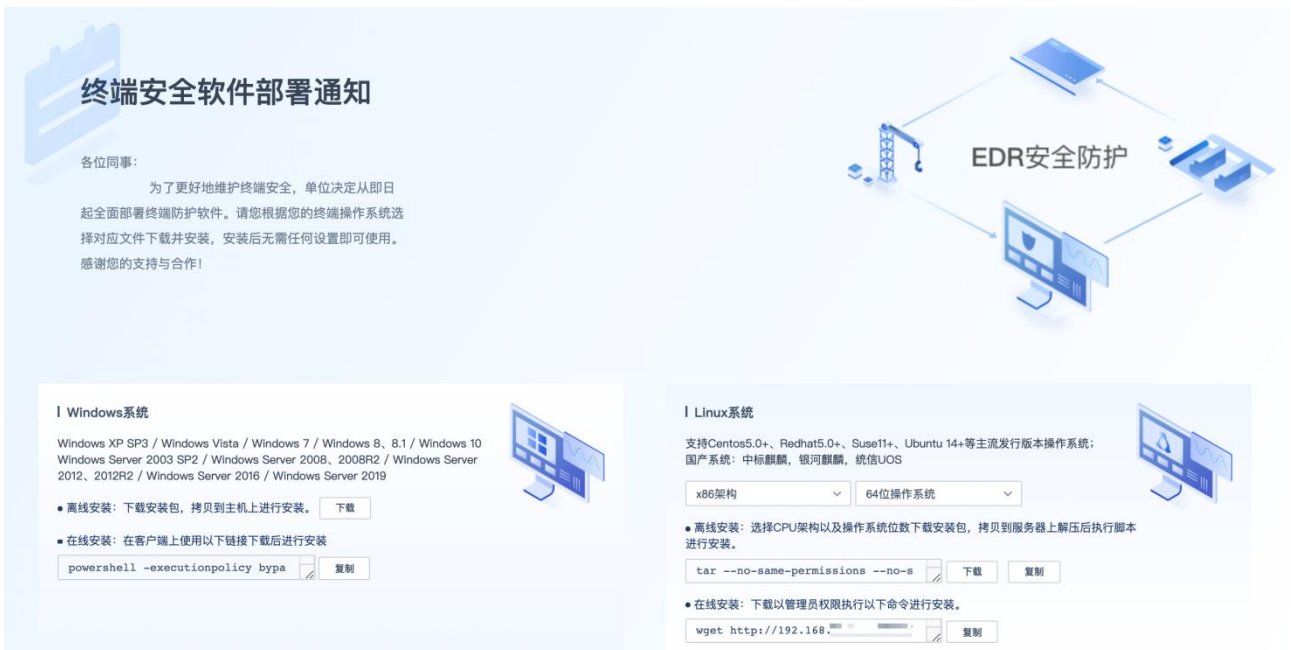 终端安全软件部署通知
EDR安全防护
各位同事：
为了更好地维护终端安全，单位决定从即日
起全面部署终端防护软件。请您根据您的终端操作系统选
择对应文件下载并安装，安装后无需任何设置即可使用。
感谢您的支持与合作！
Windows系统
Windows XP SP3 / Windows Vista / Windows 7 / Windows 8、8.1 / Windows 10
Windows Server 2003 SP2 / Windows Server 2008、2008R2 / Windows Server
2012、2012R2 / Windows Server 2016 / Windows Server 2019
● 离线安装：下载安装包，拷贝到主机上进行安装。 下载
● 在线安装：在客户端上使用以下链接下载后进行安装
powershell -executionpolicy bypa 复制
Linux系统
支持Centos5.0+、Redhat5.0+、Suse11+、Ubuntu 14+等主流发行版本操作系统；
国产系统：中标麒麟，银河麒麟，统信UOS
x86架构 64位操作系统
● 离线安装：选择CPU架构以及操作系统位数下载安装包，拷贝到服务器上解压后执行脚本
进行安装。
tar --no-same-permissions --no-s 下载 复制
● 在线安装：下载以管理员权限执行以下命令进行安装。
wget http://192.168. 复制